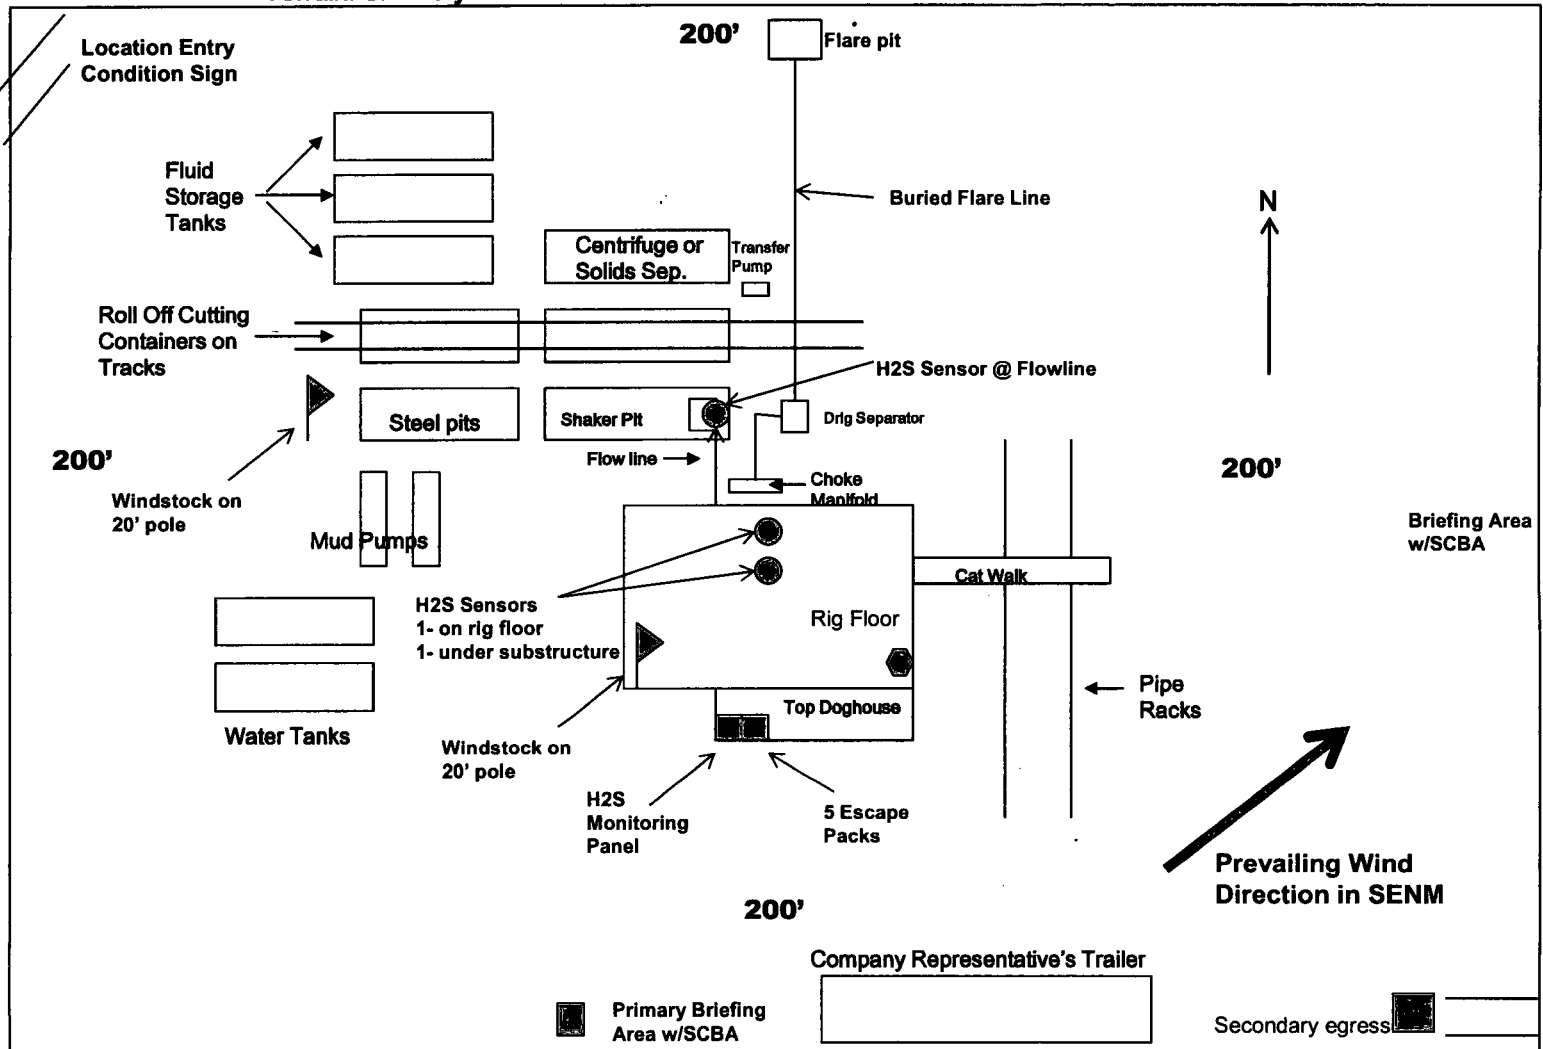 200'
Flare pit
Location Entry
Condition Sign
Fluid
Storage
Tanks
Buried Flare Line
N
Centrifuge or
Solids Sep.
Transfer
Pump
Roll Off Cutting
Containers on
Tracks
H2S Sensor @ Flowline
Steel pits
Shaker Pit
Drlg Separator
200'
Flow line
200'
Windstock on
20' pole
Choke
Manifold
Mud Pumps
Briefing Area
w/SCBA
Cat Walk
H2S Sensors
1- on rig floor
1- under substructure
Rig Floor
Pipe
Racks
Top Doghouse
Water Tanks
Windstock on
20' pole
H2S
Monitoring
Panel
5 Escape
Packs
Prevailing Wind
Direction in SENM
200'
Company Representative's Trailer
Primary Briefing
Area w/SCBA
Secondary egress